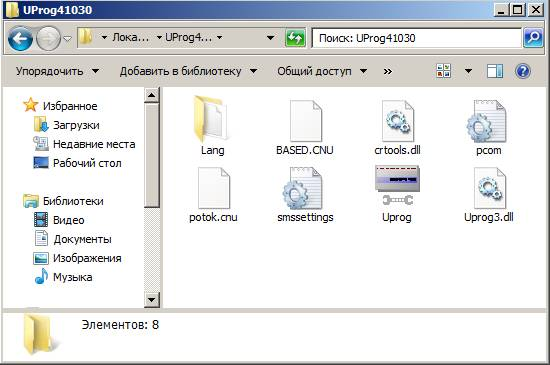 UProg41030
Лока... UProg4... Поиск: UProg41030
Упорядочить Добавить в библиотеку Общий доступ »
Избранное
Загрузки
Недавние места
Рабочий стол
Библиотеки
Видео
Документы
Изображения
Музыка
Lang BASED.CNU crtools.dll pcom
potok.cnu smssettings Uprog Uprog3.dll
Элементов: 8